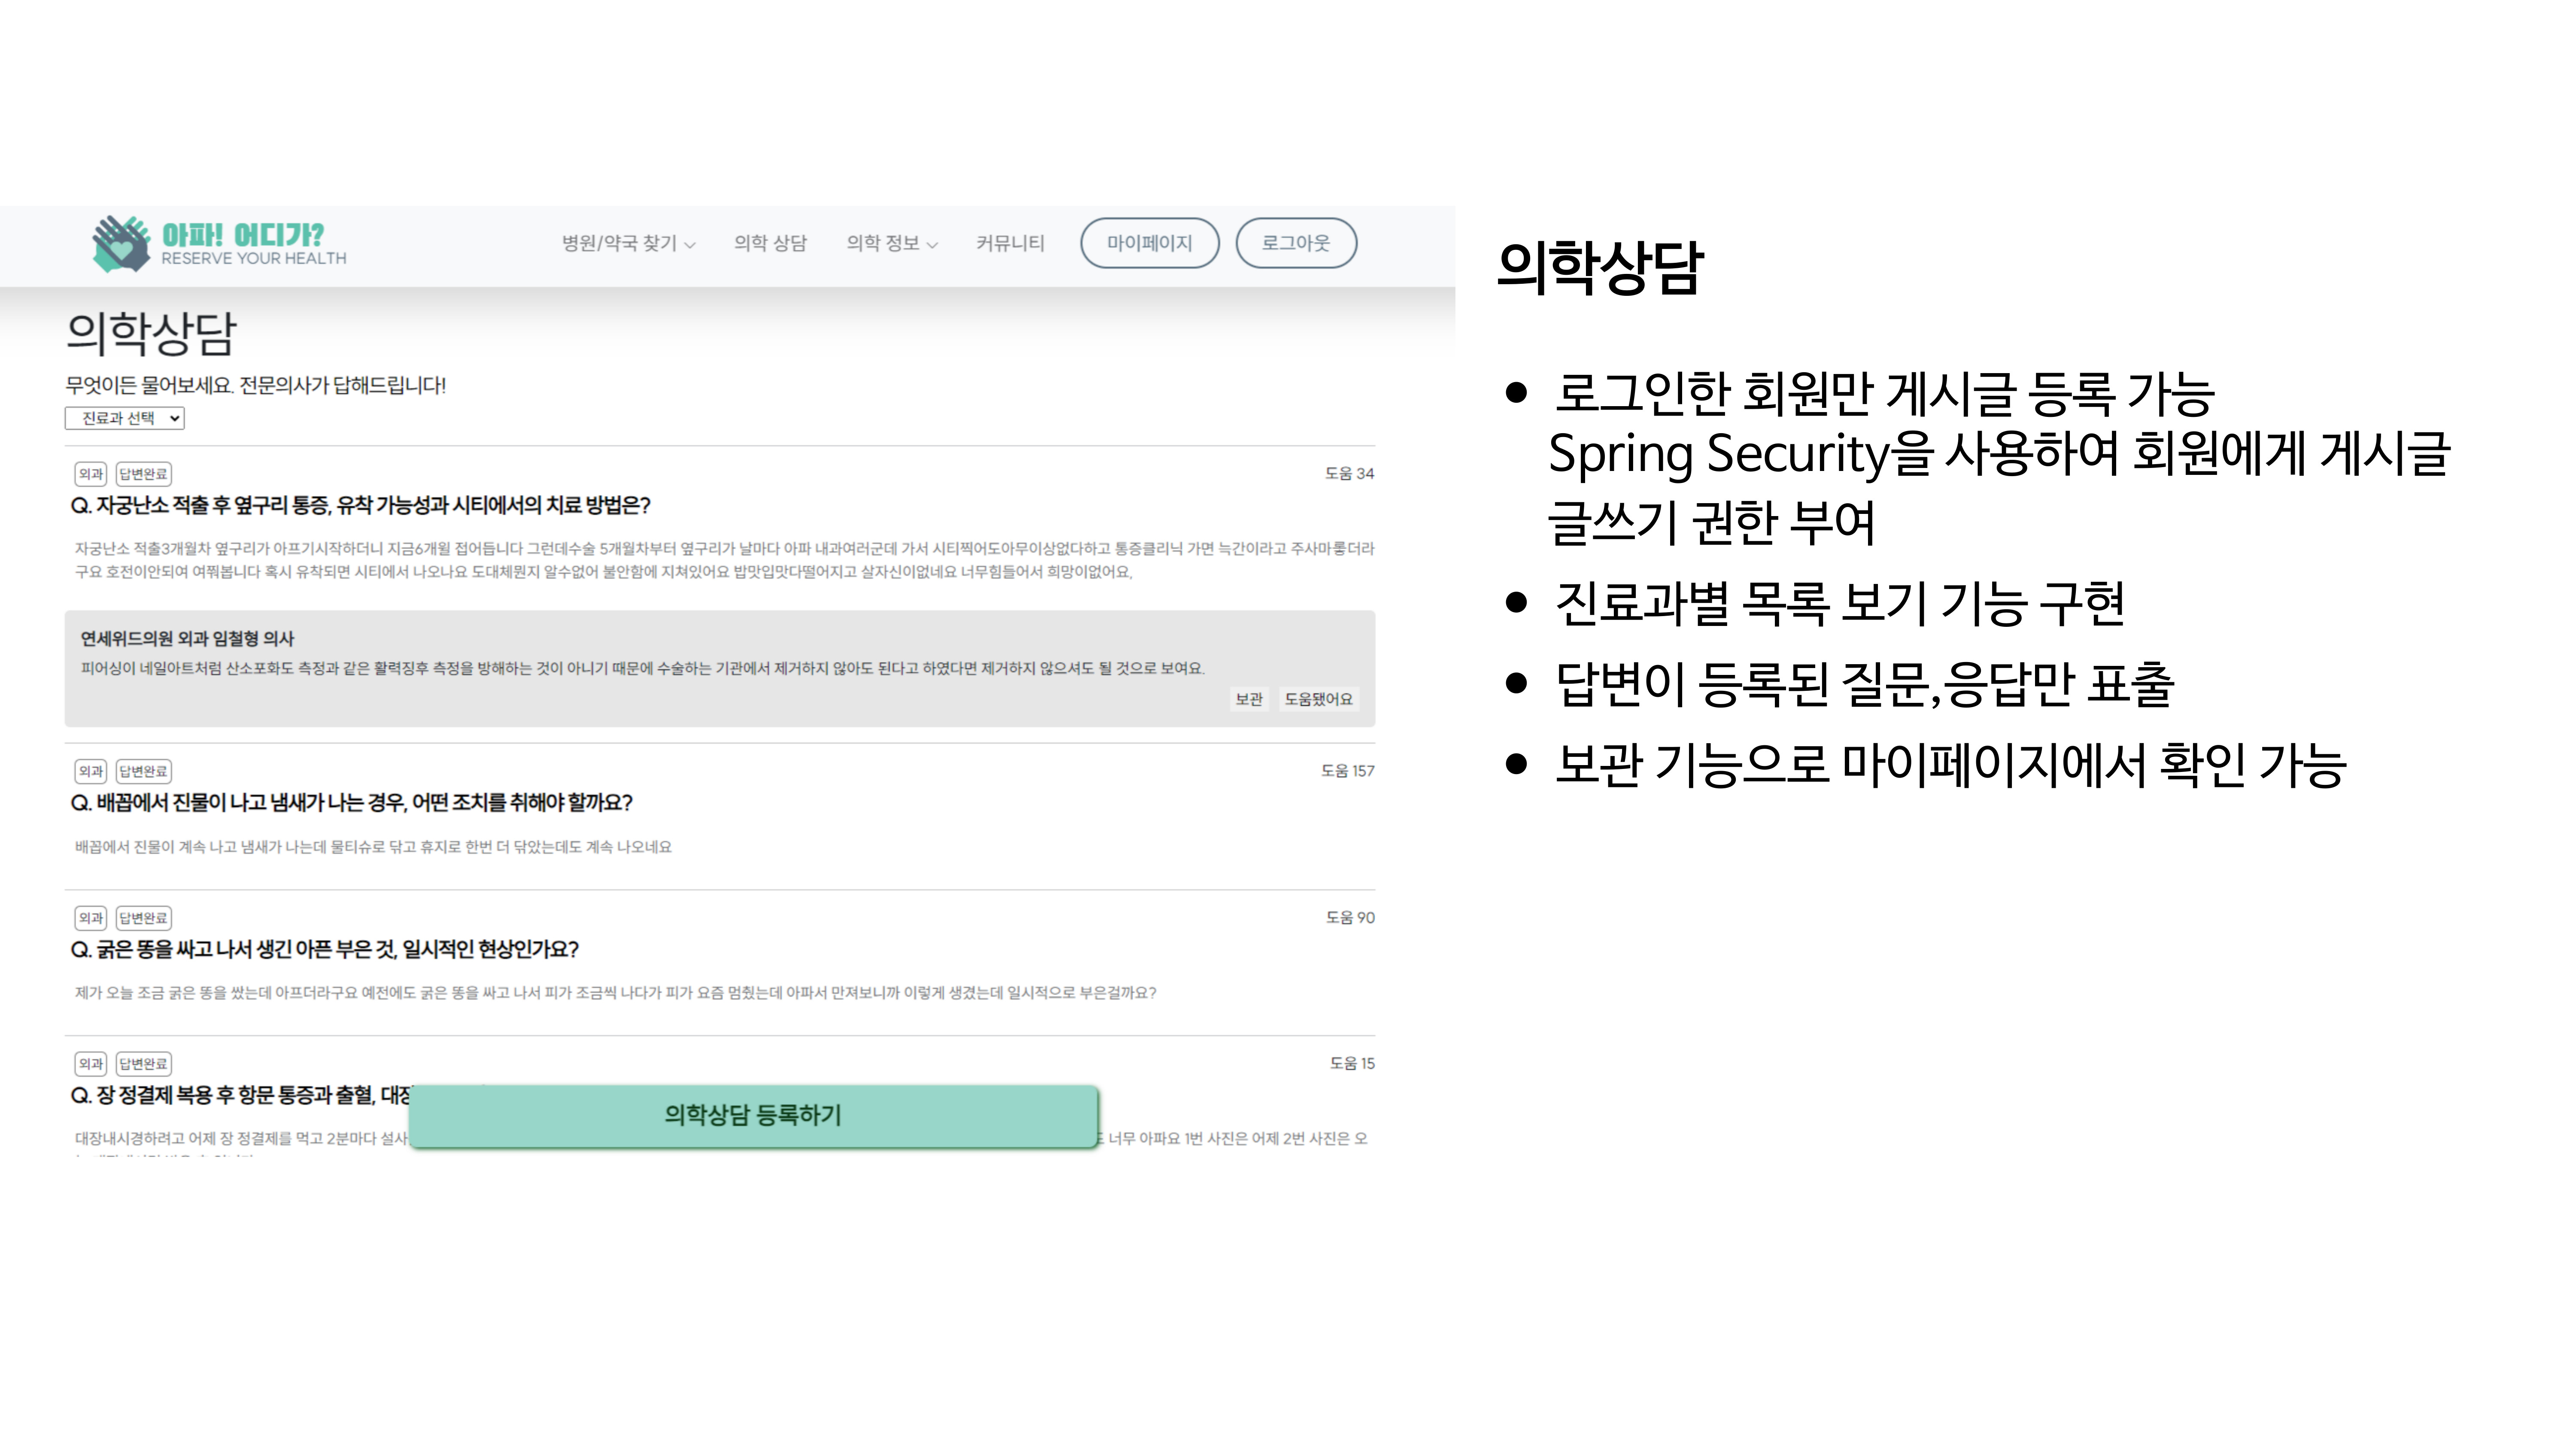 아파! 어디가?
RESERVE YOUR HEALTH
병원/약국 찾기
의학 상담
의학 정보
커뮤니티
마이페이지
로그아웃
의학상담
무엇이든 물어보세요. 전문의사가 답해드립니다!
진료과 선택
외과 답변완료 도움 34
Q. 자궁난소 적출 후 옆구리 통증, 유착 가능성과 시티에서의 치료 방법은?
자궁난소 적출3개월차 옆구리가 아프기시작하더니 지금6개월 접어듭니다 그런데수술 5개월차부터 옆구리가 날마다 아파 내과여러군데 가서 시티찍어도아무이상없다하고 통증클리닉 가면 늑간이라고 주사마롷더라
구요 호전이안되여 여쭤봅니다 혹시 유착되면 시티에서 나오나요 도대체뭔지 알수없어 불안함에 지쳐있어요 밥맛입맛다떨어지고 살자신이없네요 너무힘들어서 희망이없어요,
연세위드의원 외과 임철형 의사
피어싱이 네일아트처럼 산소포화도 측정과 같은 활력징후 측정을 방해하는 것이 아니기 때문에 수술하는 기관에서 제거하지 않아도 된다고 하였다면 제거하지 않으셔도 될 것으로 보여요.
보관 도움됐어요
외과 답변완료 도움 157
Q. 배꼽에서 진물이 나고 냄새가 나는 경우, 어떤 조치를 취해야 할까요?
배꼽에서 진물이 계속 나고 냄새가 나는데 물티슈로 닦고 휴지로 한번 더 닦았는데도 계속 나오네요
외과 답변완료 도움 90
Q. 굵은 똥을 싸고 나서 생긴 아픈 부은 것, 일시적인 현상인가요?
제가 오늘 조금 굵은 똥을 쌌는데 아프더라구요 예전에도 굵은 똥을 싸고 나서 피가 조금씩 나다가 피가 요즘 멈췄는데 아파서 만져보니까 이렇게 생겼는데 일시적으로 부은걸까요?
외과 답변완료 도움 15
Q. 장 정결제 복용 후 항문 통증과 출혈,
의학상담 등록하기
대장내시경하려고 어제 장 정결제를 먹고 2분마다 설사 너무 아파요 1번 사진은 어제 2번 사진은 오
의학상담
● 로그인한 회원만 게시글 등록 가능
Spring Security을 사용하여 회원에게 게시글
글쓰기 권한 부여
● 진료과별 목록 보기 기능 구현
● 답변이 등록된 질문,응답만 표출
● 보관 기능으로 마이페이지에서 확인 가능